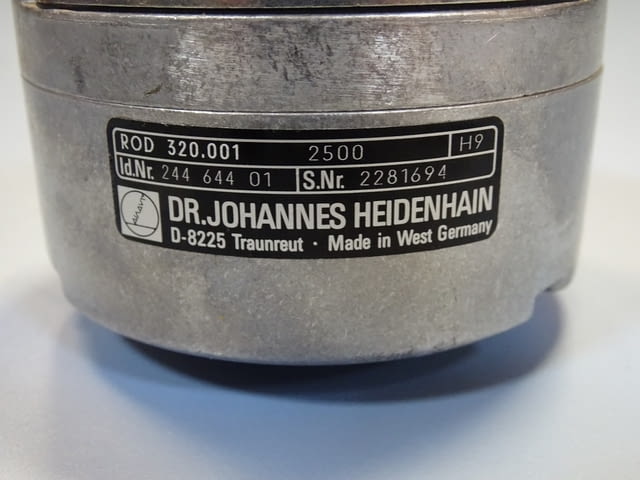 ROD 320.001 2500 H9
Id.Nr. 244 644 01 S.Nr. 2281694
DR.JOHANNES HEIDENHAIN
D-8225 Traunreut · Made in West Germany